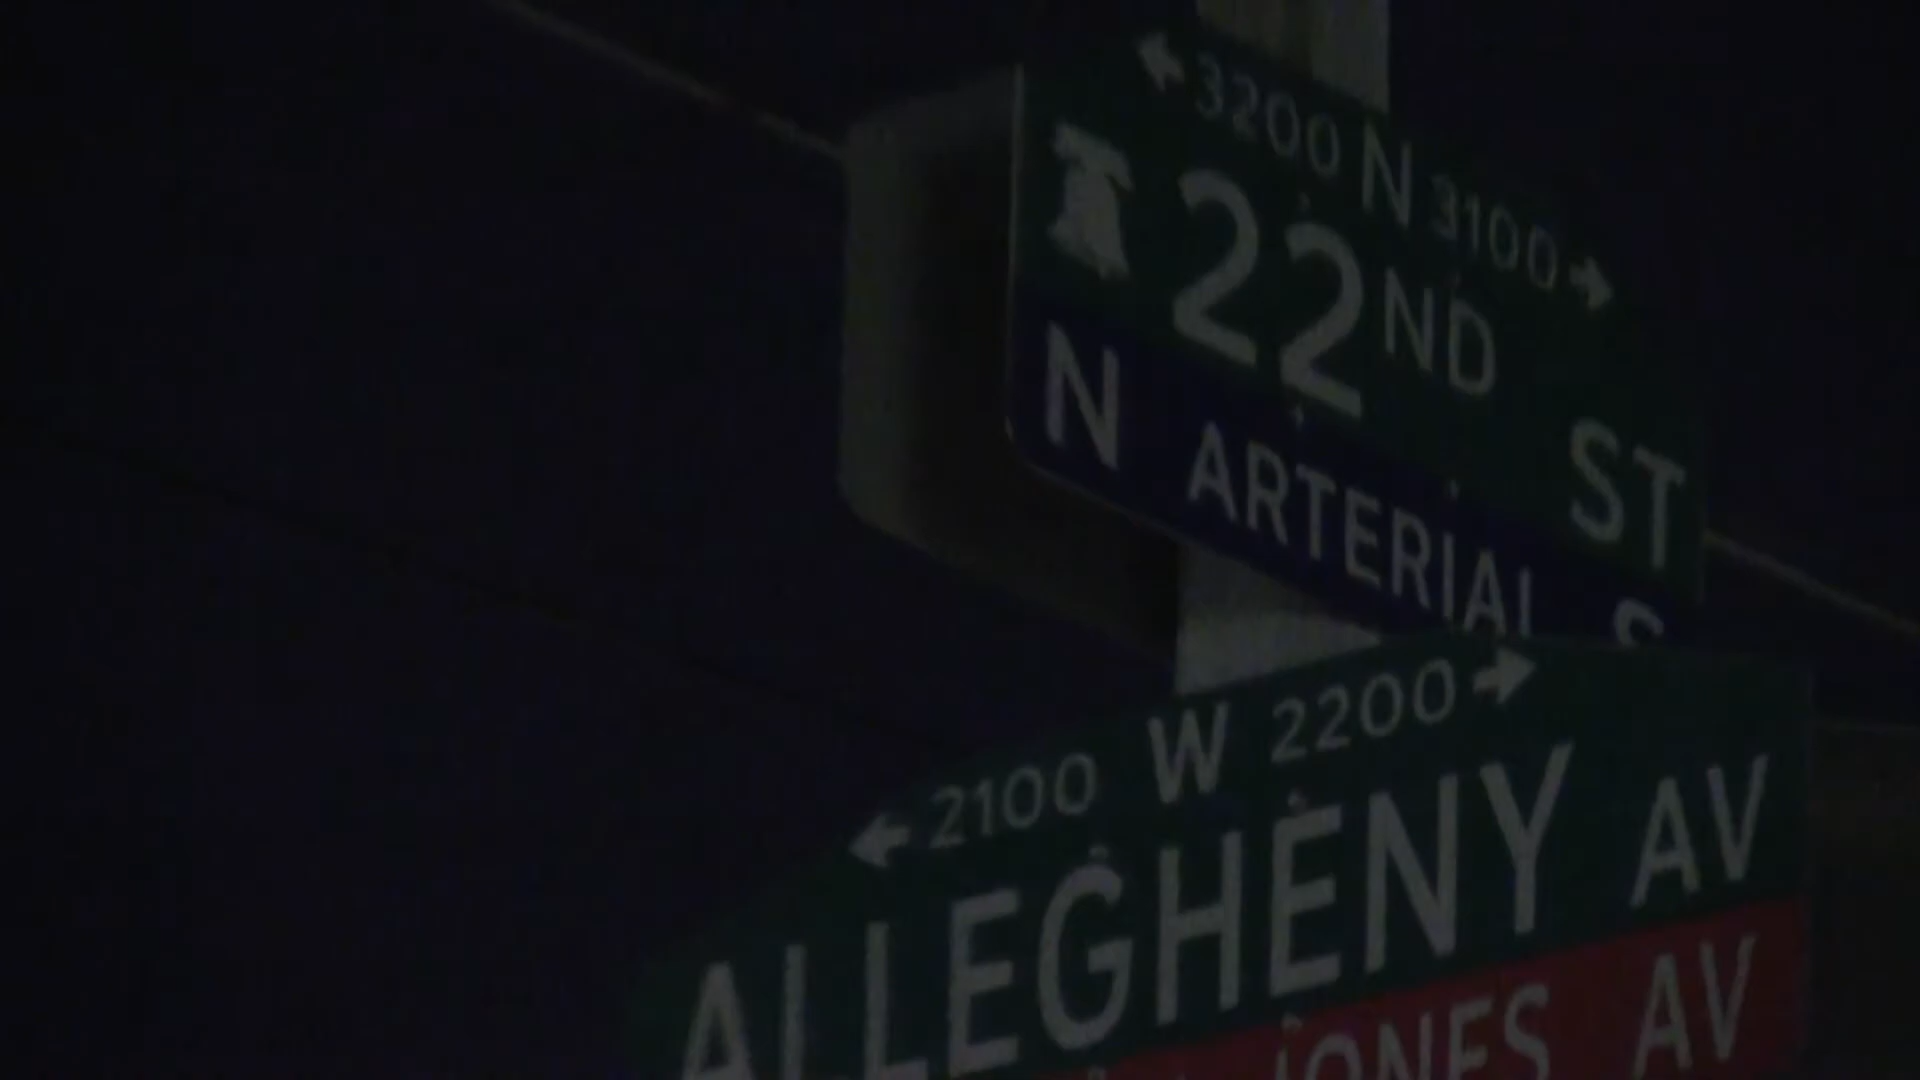 ← 3200 N 3100 →
22ND ST
N ARTERIAL S
← 2100 W 2200 →
ALLEGHENY AV
JONES AV